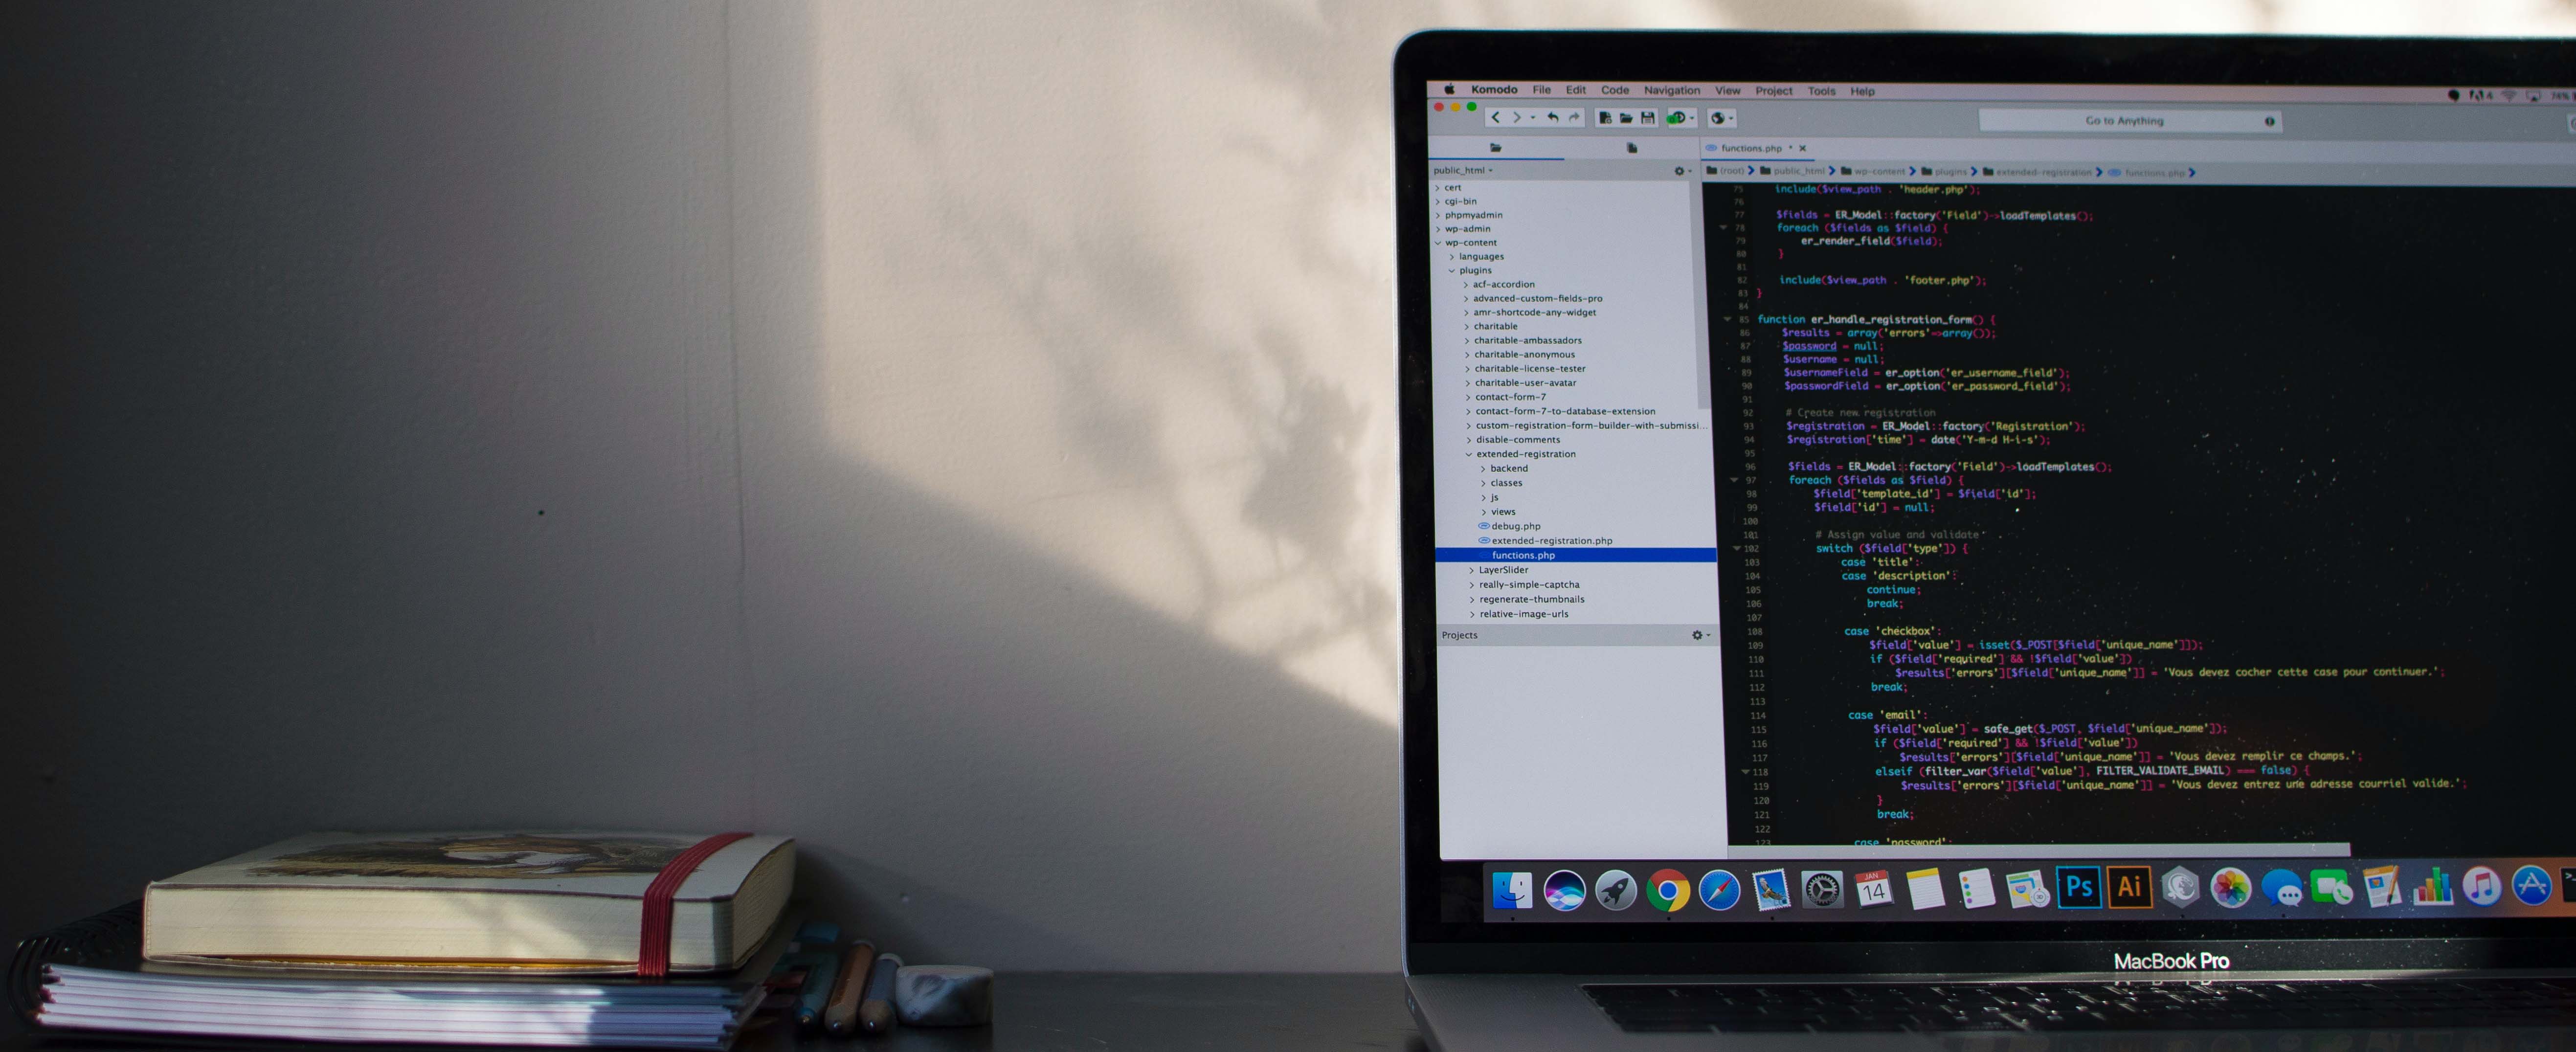 Komodo File Edit Code Navigation View Project Tools Help
Go to Anything
functions.php * ×
public_html
(root) public_html wp-content plugins extended-registration functions.php
cert
cgi-bin
phpmyadmin
wp-admin
wp-content
languages
plugins
acf-accordion
advanced-custom-fields-pro
amr-shortcode-any-widget
charitable
charitable-ambassadors
charitable-anonymous
charitable-license-tester
charitable-user-avatar
contact-form-7
contact-form-7-to-database-extension
custom-registration-form-builder-with-submissi...
disable-comments
extended-registration
backend
classes
js
views
debug.php
extended-registration.php
functions.php
LayerSlider
really-simple-captcha
regenerate-thumbnails
relative-image-urls
Projects
75 include($view_path . 'header.php');
76
77 $fields = ER_Model::factory('Field')->loadTemplates();
78 foreach ($fields as $field) {
79 er_render_field($field);
80 }
81
82 include($view_path . 'footer.php');
83 }
84
85 function er_handle_registration_form() {
86 $results = array('errors'=>array());
87 $password = null;
88 $username = null;
89 $usernameField = er_option('er_username_field');
90 $passwordField = er_option('er_password_field');
91
92 # Create new registration
93 $registration = ER_Model::factory('Registration');
94 $registration['time'] = date('Y-m-d H-i-s');
95
96 $fields = ER_Model::factory('Field')->loadTemplates();
97 foreach ($fields as $field) {
98 $field['template_id'] = $field['id'];
99 $field['id'] = null;
100
101 # Assign value and validate
102 switch ($field['type']) {
103 case 'title':
104 case 'description':
105 continue;
106 break;
107
108 case 'checkbox':
109 $field['value'] = isset($_POST[$field['unique_name']]);
110 if ($field['required'] && !$field['value'])
111 $results['errors'][$field['unique_name']] = 'Vous devez cocher cette case pour continuer.';
112 break;
113
114 case 'email':
115 $field['value'] = safe_get($_POST, $field['unique_name']);
116 if ($field['required'] && !$field['value'])
117 $results['errors'][$field['unique_name']] = 'Vous devez remplir ce champs.';
118 elseif (filter_var($field['value'], FILTER_VALIDATE_EMAIL) === false) {
119 $results['errors'][$field['unique_name']] = 'Vous devez entrez une adresse courriel valide.';
120 }
121 break;
122
123 case 'password':
JAN
14
Ps Ai
MacBook Pro